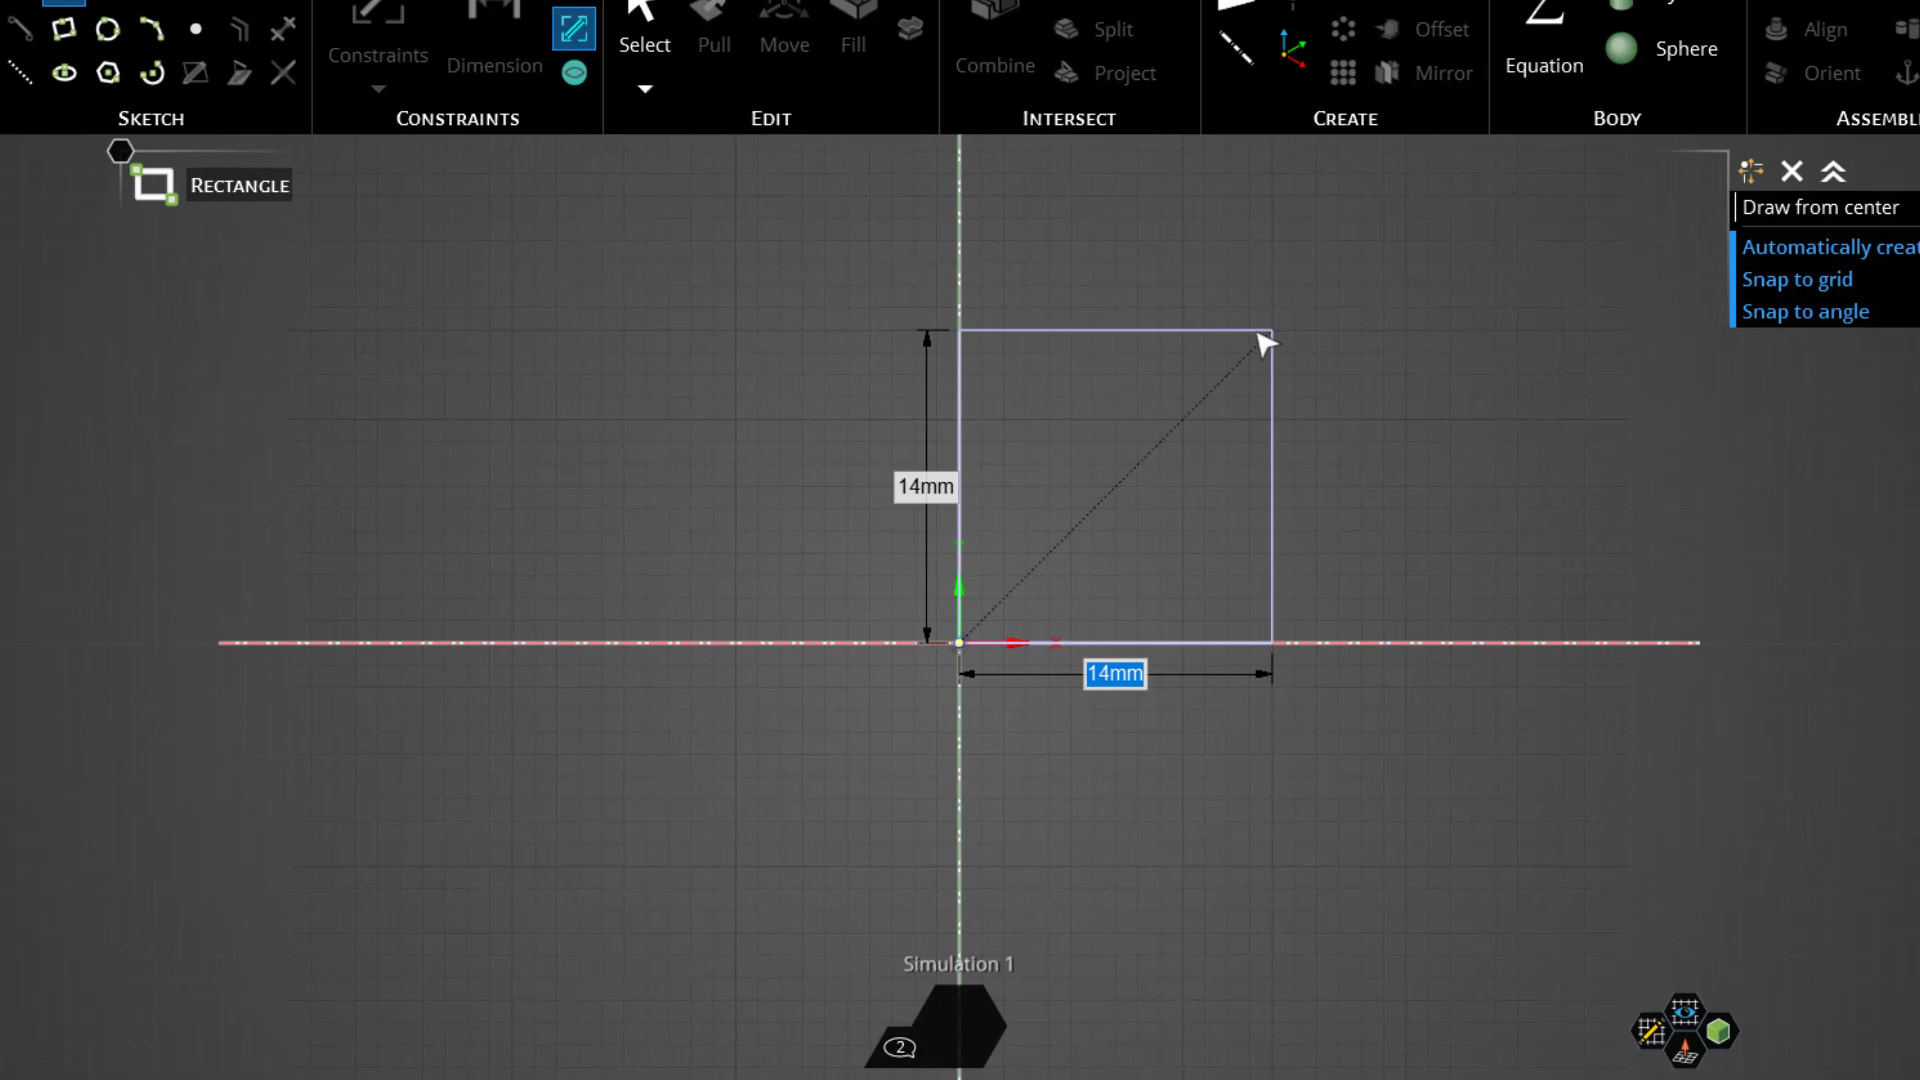 Constraints
Dimension
Select
Pull
Move
Fill
Combine
Split
Project
Offset
Mirror
Equation
Sphere
Align
Orient
SKETCH
CONSTRAINTS
EDIT
INTERSECT
CREATE
BODY
ASSEMBL
RECTANGLE
Draw from center
Automatically creat
Snap to grid
Snap to angle
14mm
14mm
X
Simulation 1
2